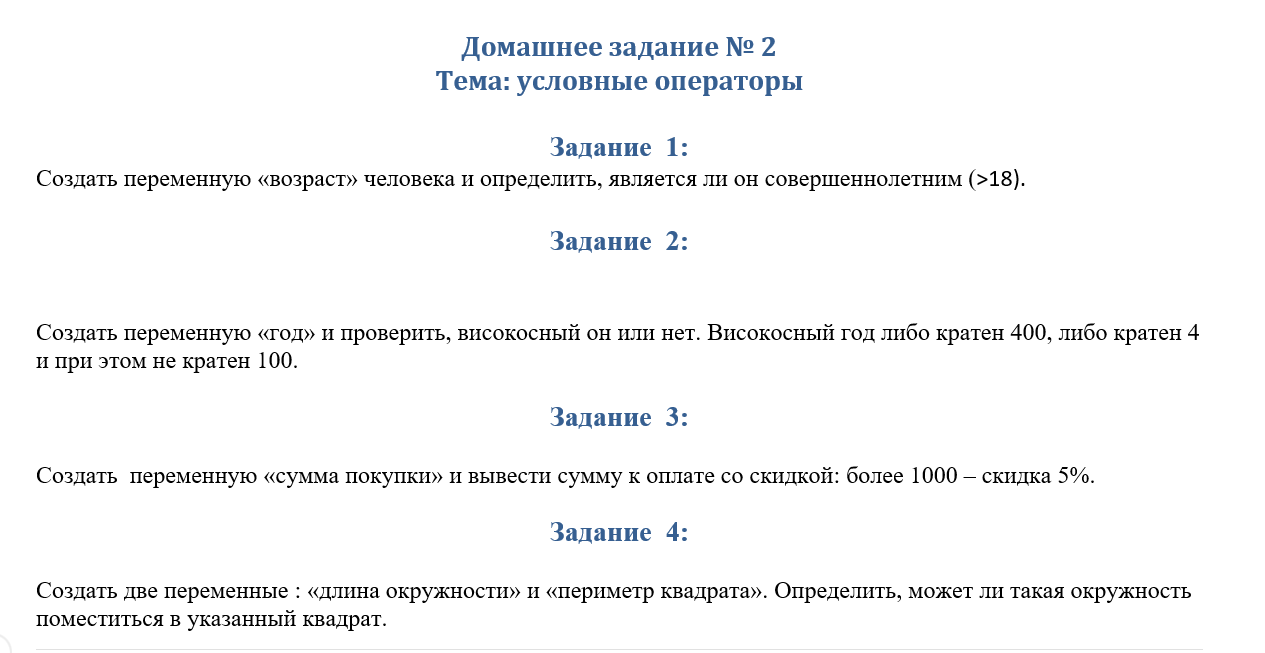 Домашнее задание № 2
Тема: условные операторы
Задание  1:
Создать переменную «возраст» человека и определить, является ли он совершеннолетним (>18).
Задание  2:
Создать переменную «год» и проверить, високосный он или нет. Високосный год либо кратен 400, либо кратен 4
и при этом не кратен 100.
Задание  3:
Создать  переменную «сумма покупки» и вывести сумму к оплате со скидкой: более 1000 – скидка 5%.
Задание  4:
Создать две переменные : «длина окружности» и «периметр квадрата». Определить, может ли такая окружность
поместиться в указанный квадрат.